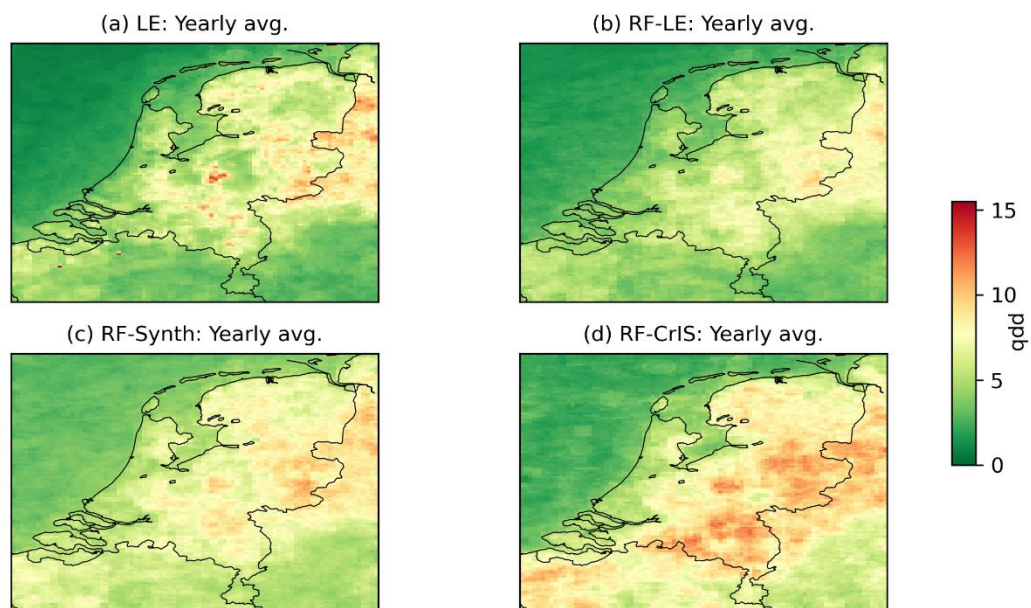 (a) LE: Yearly avg.
(b) RF-LE: Yearly avg.
(c) RF-Synth: Yearly avg.
(d) RF-CrIS: Yearly avg.
15
10
5
0
ppb